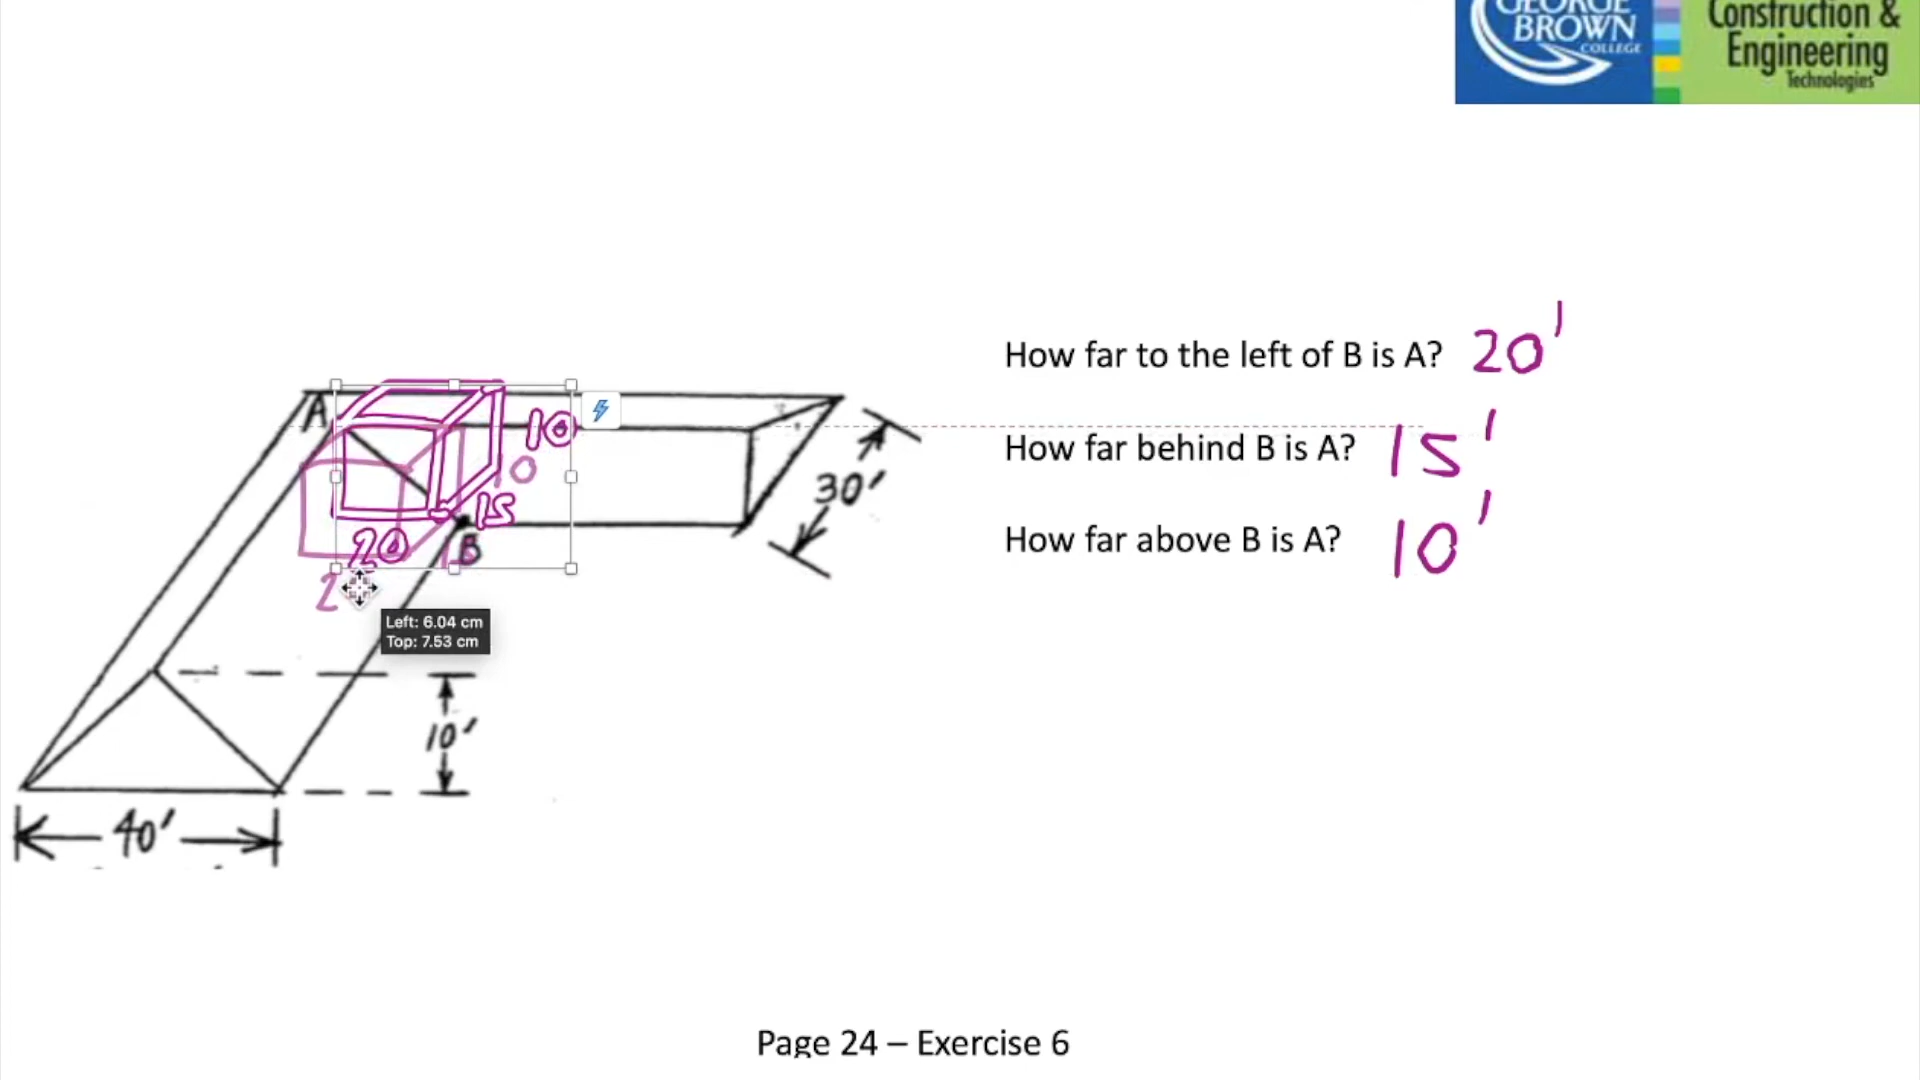 GEORGE
BROWN
COLLEGE
Construction &
Engineering
Technologies
How far to the left of B is A? 20'
How far behind B is A? 15'
How far above B is A? 10'
A
10
0
15
20
B
2
30'
Left: 6.04 cm
Top: 7.53 cm
10'
40'
Page 24 – Exercise 6